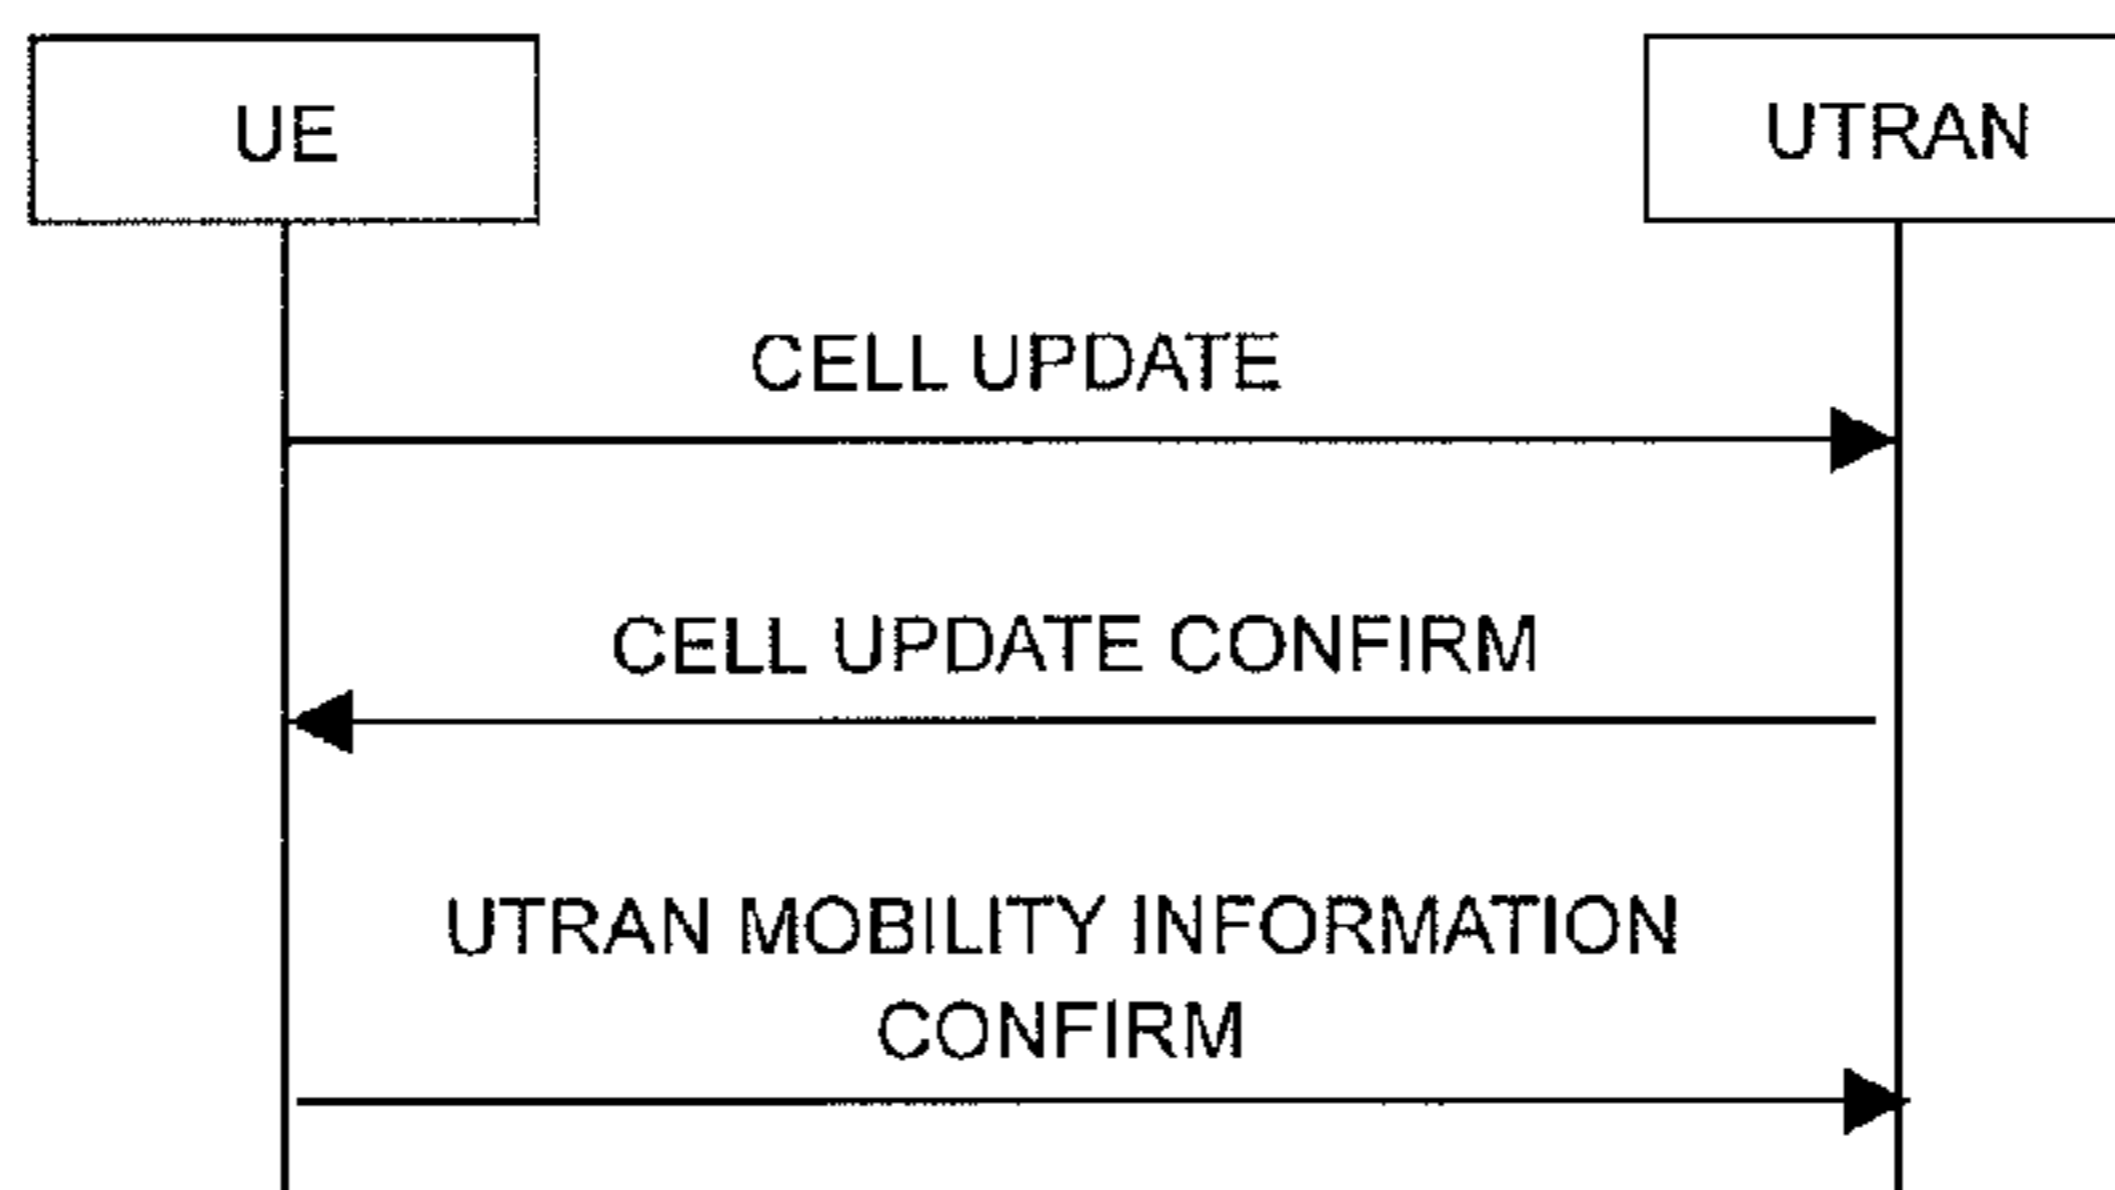 UE
UTRAN
CELL UPDATE
CELL UPDATE CONFIRM
UTRAN MOBILITY INFORMATION
CONFIRM